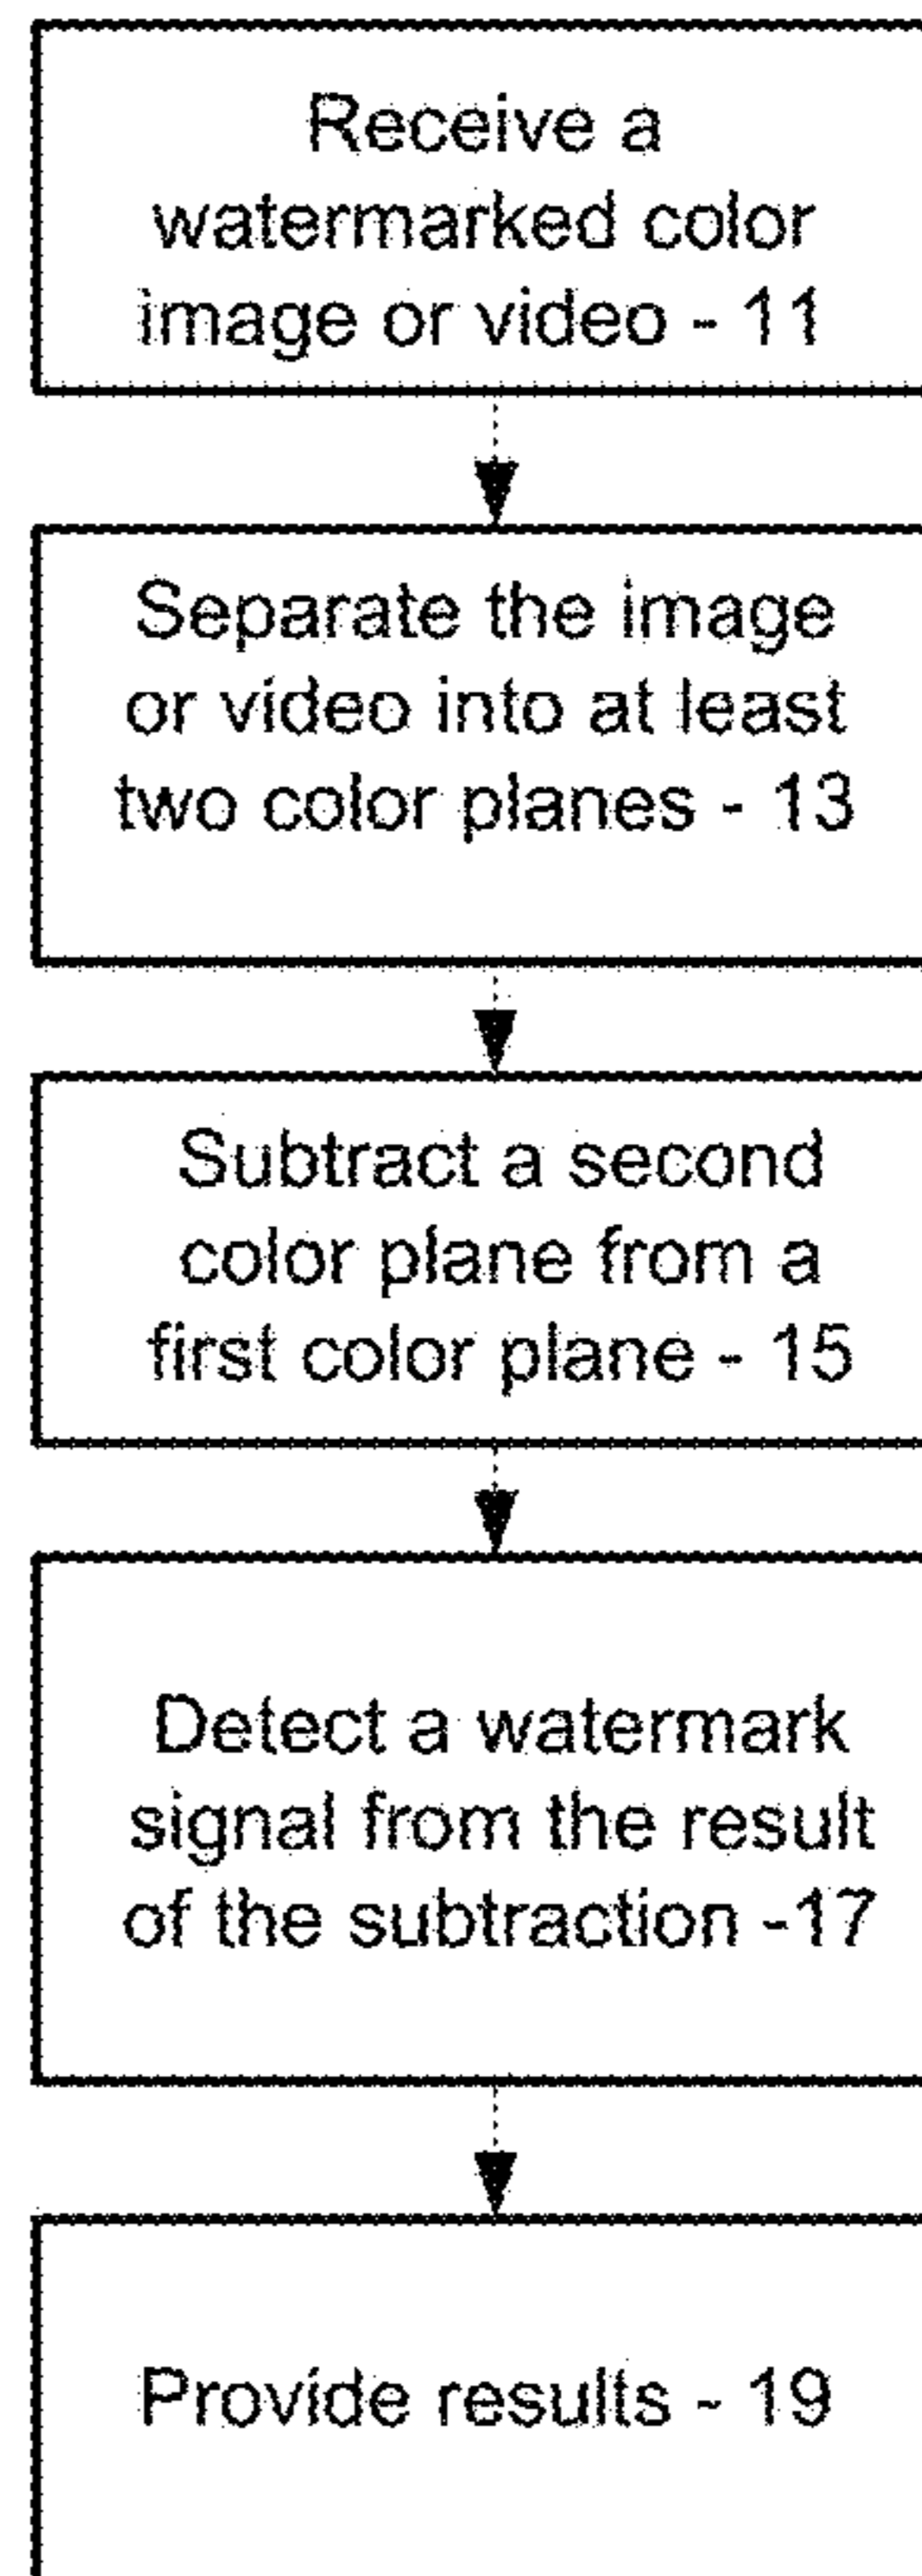 Receive a
watermarked color
image or video - 11
Separate the image
or video into at least
two color planes - 13
Subtract a second
color plane from a
first color plane - 15
Detect a watermark
signal from the result
of the subtraction -17
Provide results - 19